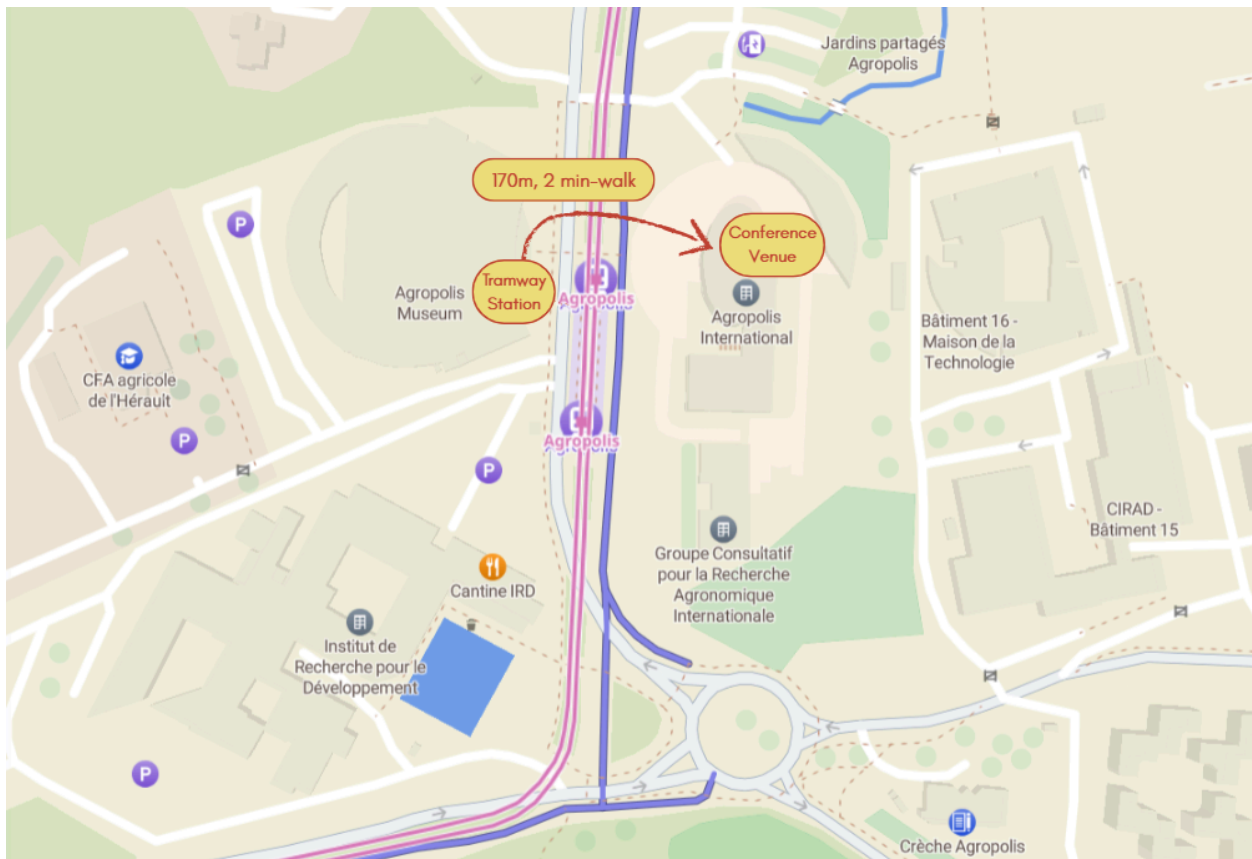 Jardins partagés
Agropolis
170m, 2 min-walk
P
Conference
Venue
Tramway
Station
Agropolis
Agropolis
Museum
Agropolis
International
Bâtiment 16 -
Maison de la
Technologie
CFA agricole
de l'Hérault
P
Agropolis
P
CIRAD -
Bâtiment 15
Groupe Consultatif
pour la Recherche
Agronomique
Internationale
Cantine IRD
Institut de
Recherche pour le
Développement
P
Crèche Agropolis